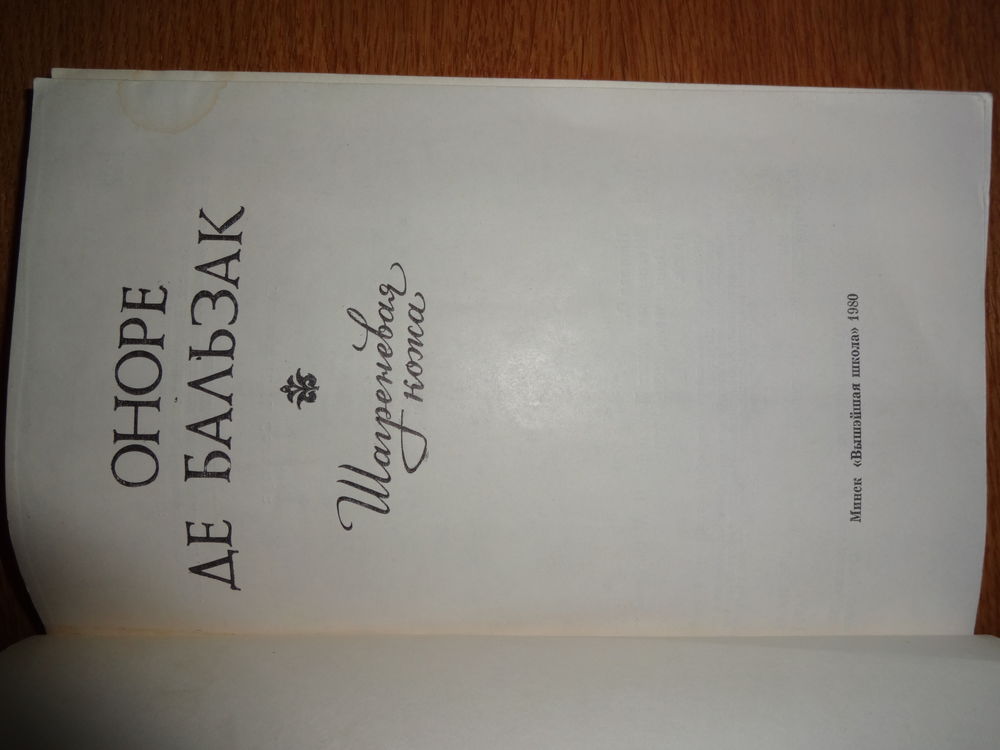 ОНОРЕ
ДЕ БАЛЬЗАК
Шагреневая
кожа
Минск «Вышэйшая школа» 1980